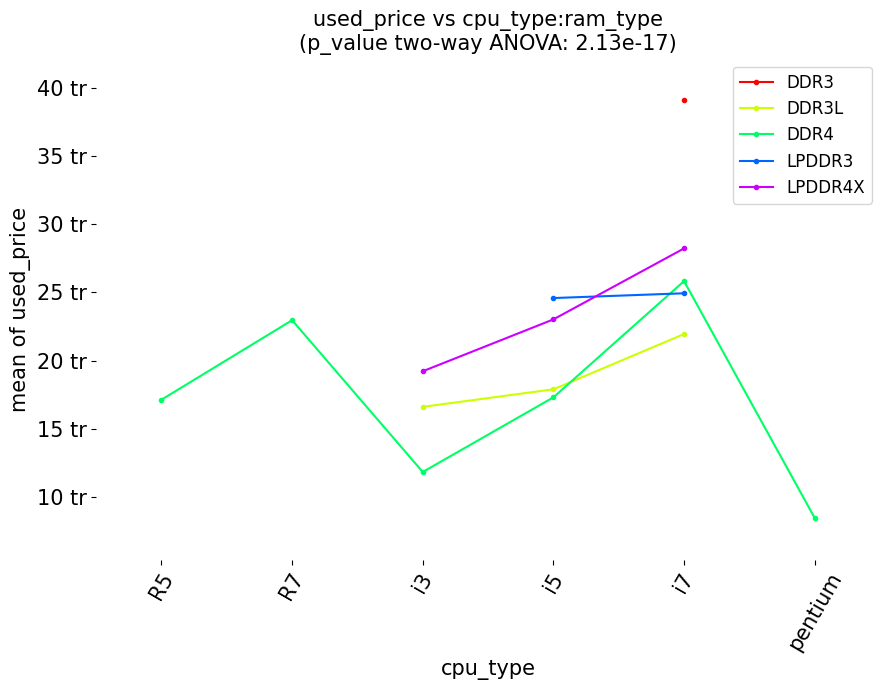 used_price vs cpu_type:ram_type
(p_value two-way ANOVA: 2.13e-17)
DDR3
DDR3L
DDR4
LPDDR3
LPDDR4X
40 tr
35 tr
30 tr
25 tr
20 tr
15 tr
10 tr
mean of used_price
R5
R7
i3
i5
i7
pentium
cpu_type